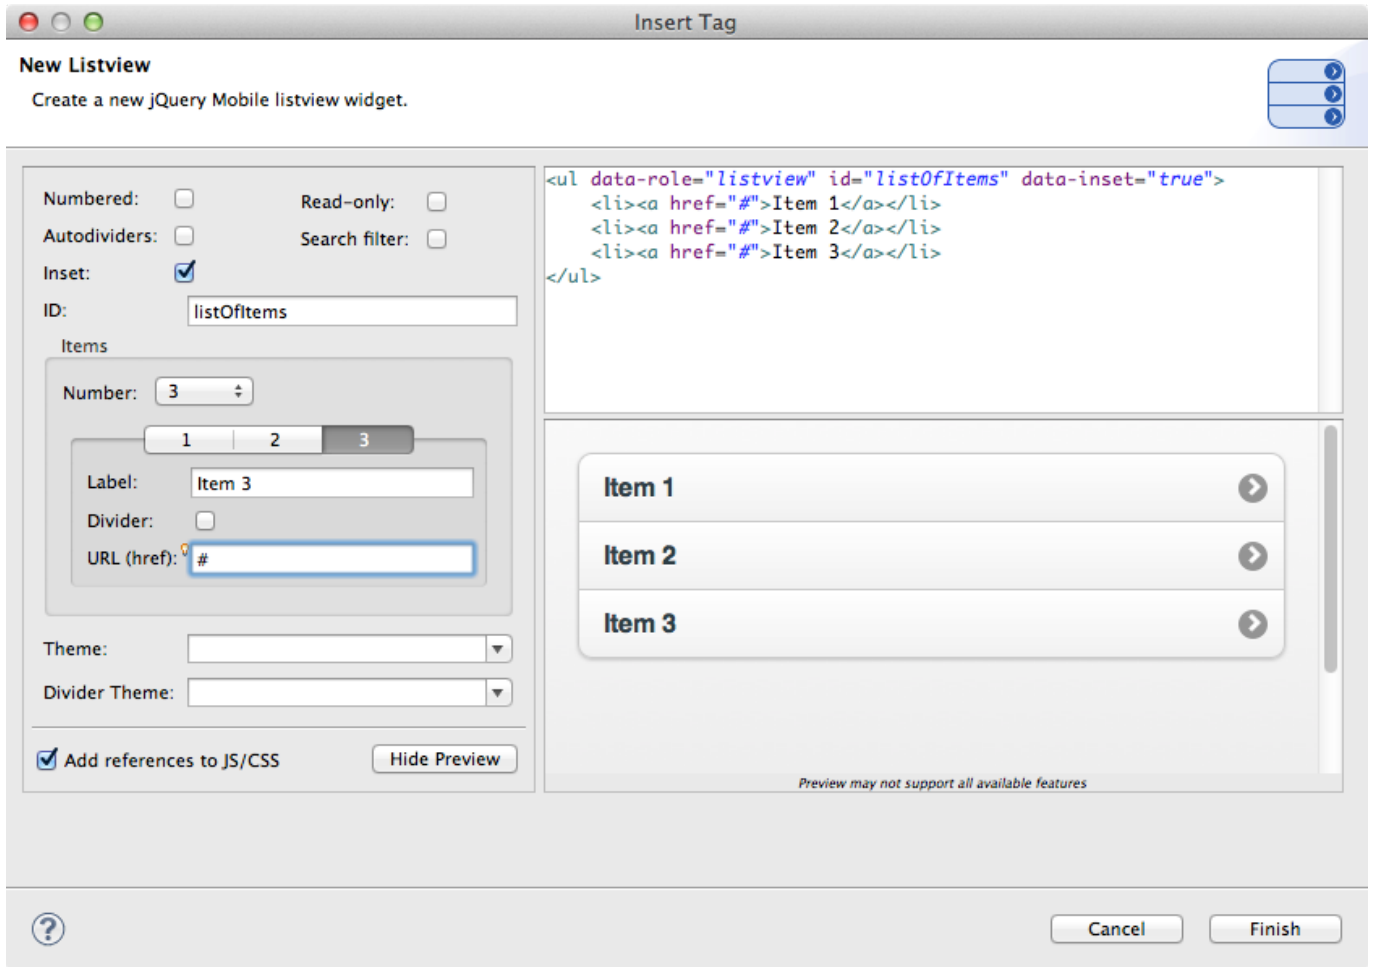 Insert Tag
New Listview
Create a new jQuery Mobile listview widget.
Numbered:
Read-only:
Autodividers:
Search filter:
Inset:
ID:
listOfItems
Items
Number:
3
1 2 3
Label:
Item 3
Divider:
URL (href):
#
Theme:
Divider Theme:
Add references to JS/CSS
Hide Preview
<ul data-role="listview" id="listOfItems" data-inset="true">
<li><a href="#">Item 1</a></li>
<li><a href="#">Item 2</a></li>
<li><a href="#">Item 3</a></li>
</ul>
Item 1
Item 2
Item 3
Preview may not support all available features
?
Cancel
Finish